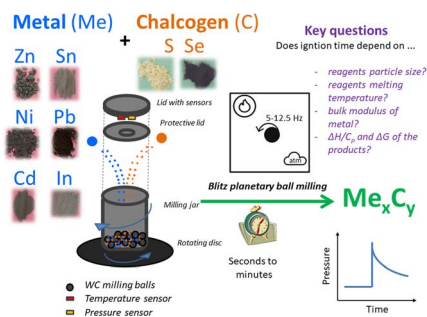 Metal (Me)
+
Chalcogen (C)
Zn Sn
S Se
Ni Pb
Cd In
Lid with sensors
Protective lid
Milling jar
Rotating disc
WC milling balls
Temperature sensor
Pressure sensor
Key questions
Does igntion time depend on ...
- reagents particle size?
- reagents melting
temperature?
- bulk modulus of
metal?
- ΔH/Cp and ΔG of the
products?
5-12.5 Hz
atm
Blitz planetary ball milling
MexCy
Seconds to
minutes
Pressure
Time